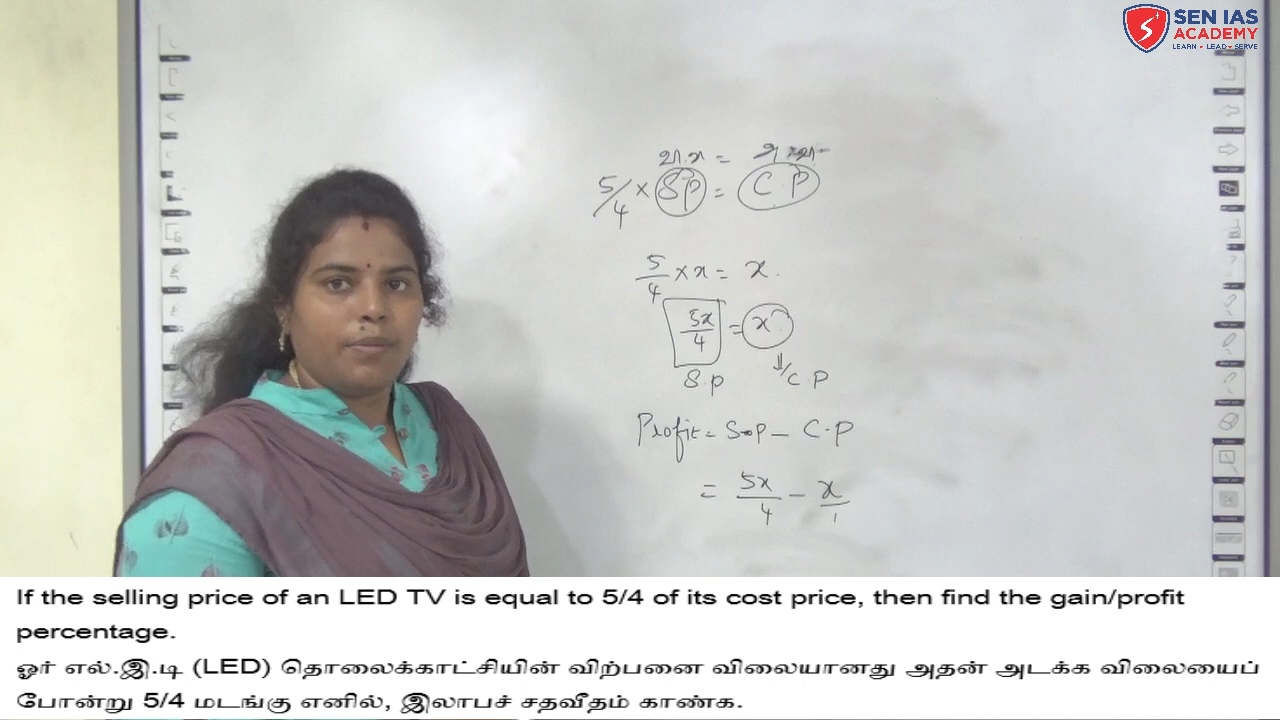 SEN IAS
ACADEMY
LEARN • LEAD • SERVE
5/4 × SP = C.P
5/4 × x = x.
5x/4 = x
S.P C.P
Profit = S.P – C.P
= 5x/4 – x/1
If the selling price of an LED TV is equal to 5/4 of its cost price, then find the gain/profit
percentage.
ஓர் எல்.இ.டி (LED) தொலைக்காட்சியின் விற்பனை விலையானது அதன் அடக்க விலையைப்
போன்று 5/4 மடங்கு எனில், இலாபச் சதவீதம் காண்க.